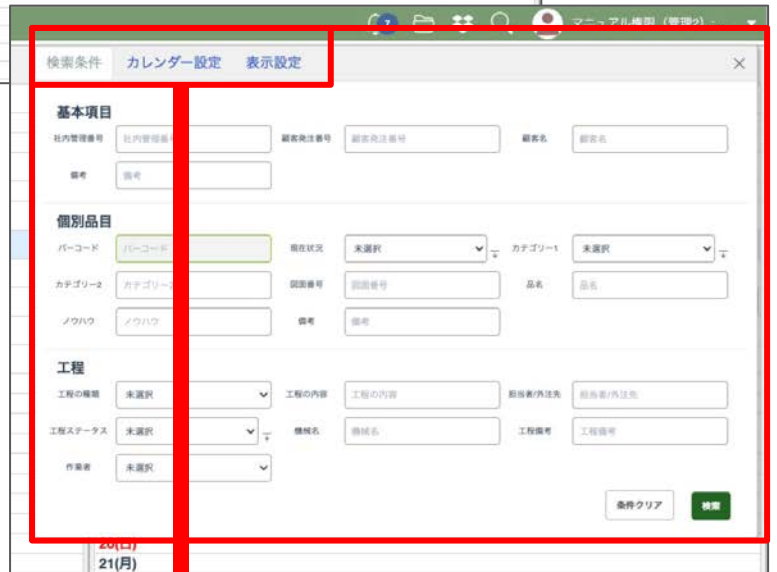 7 マニュアル権限（管理2）：
検索条件 カレンダー設定 表示設定 ×
基本項目
社内管理番号 社内管理番号 顧客発注番号 顧客発注番号 顧客名 顧客名
備考 備考
個別品目
バーコード バーコード 現在状況 未選択 カテゴリー1 未選択
カテゴリー2 カテゴリー2 図面番号 図面番号 品名 品名
ノウハウ ノウハウ 備考 備考
工程
工程の種類 未選択 工程の内容 工程の内容 担当者/外注先 担当者/外注先
工程ステータス 未選択 機械名 機械名 工程備考 工程備考
作業者 未選択
条件クリア 検索
20(日)
21(月)